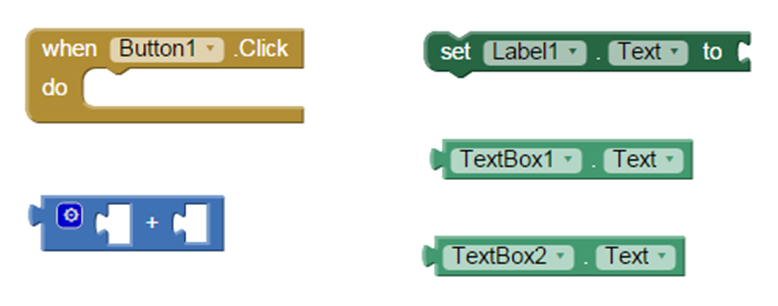 when Button1 .Click
do
set Label1 . Text to
TextBox1 . Text
+
TextBox2 . Text